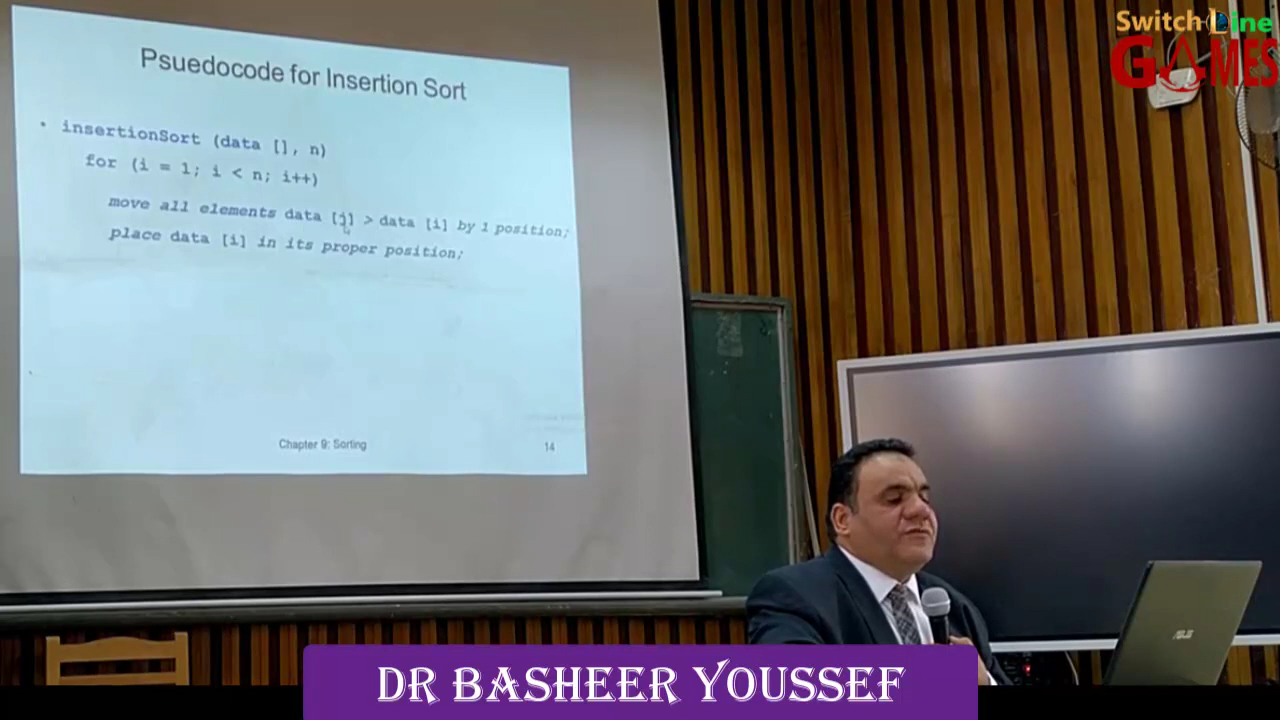 Switch Line
GAMES
Psuedocode for Insertion Sort
• insertionSort (data [], n)
for (i = 1; i < n; i++)
move all elements data [j] > data [i] by 1 position;
place data [i] in its proper position;
Chapter 9: Sorting
14
ASUS
DR BASHEER YOUSSEF